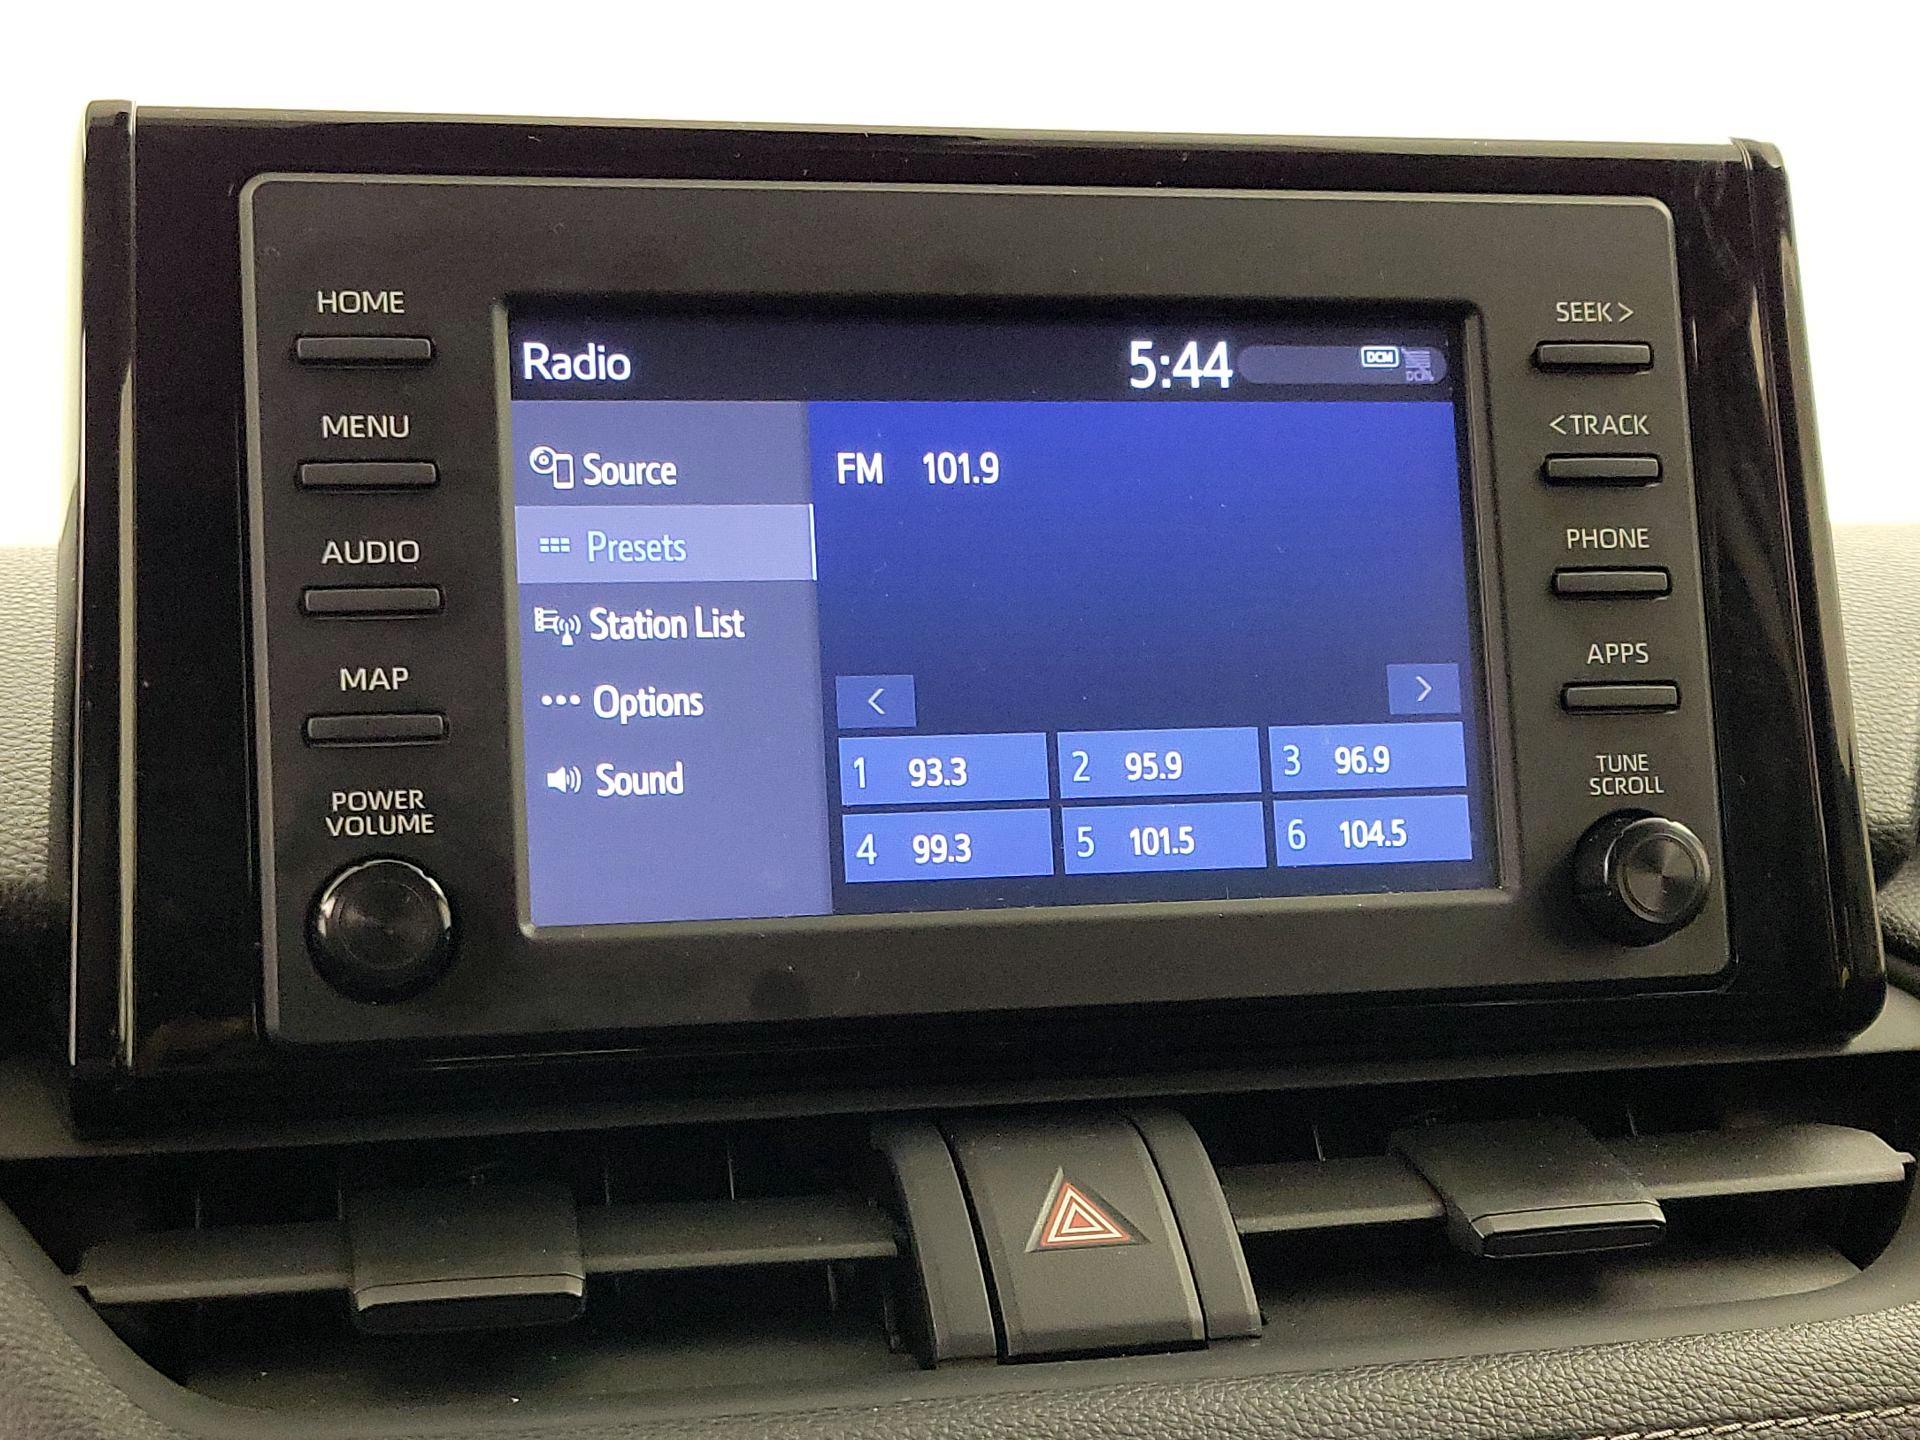 HOME
MENU
AUDIO
MAP
POWER
VOLUME
Radio
5:44
DCM
DCM
Source
Presets
Station List
Options
Sound
FM 101.9
<
>
1 93.3
2 95.9
3 96.9
4 99.3
5 101.5
6 104.5
SEEK >
< TRACK
PHONE
APPS
TUNE
SCROLL